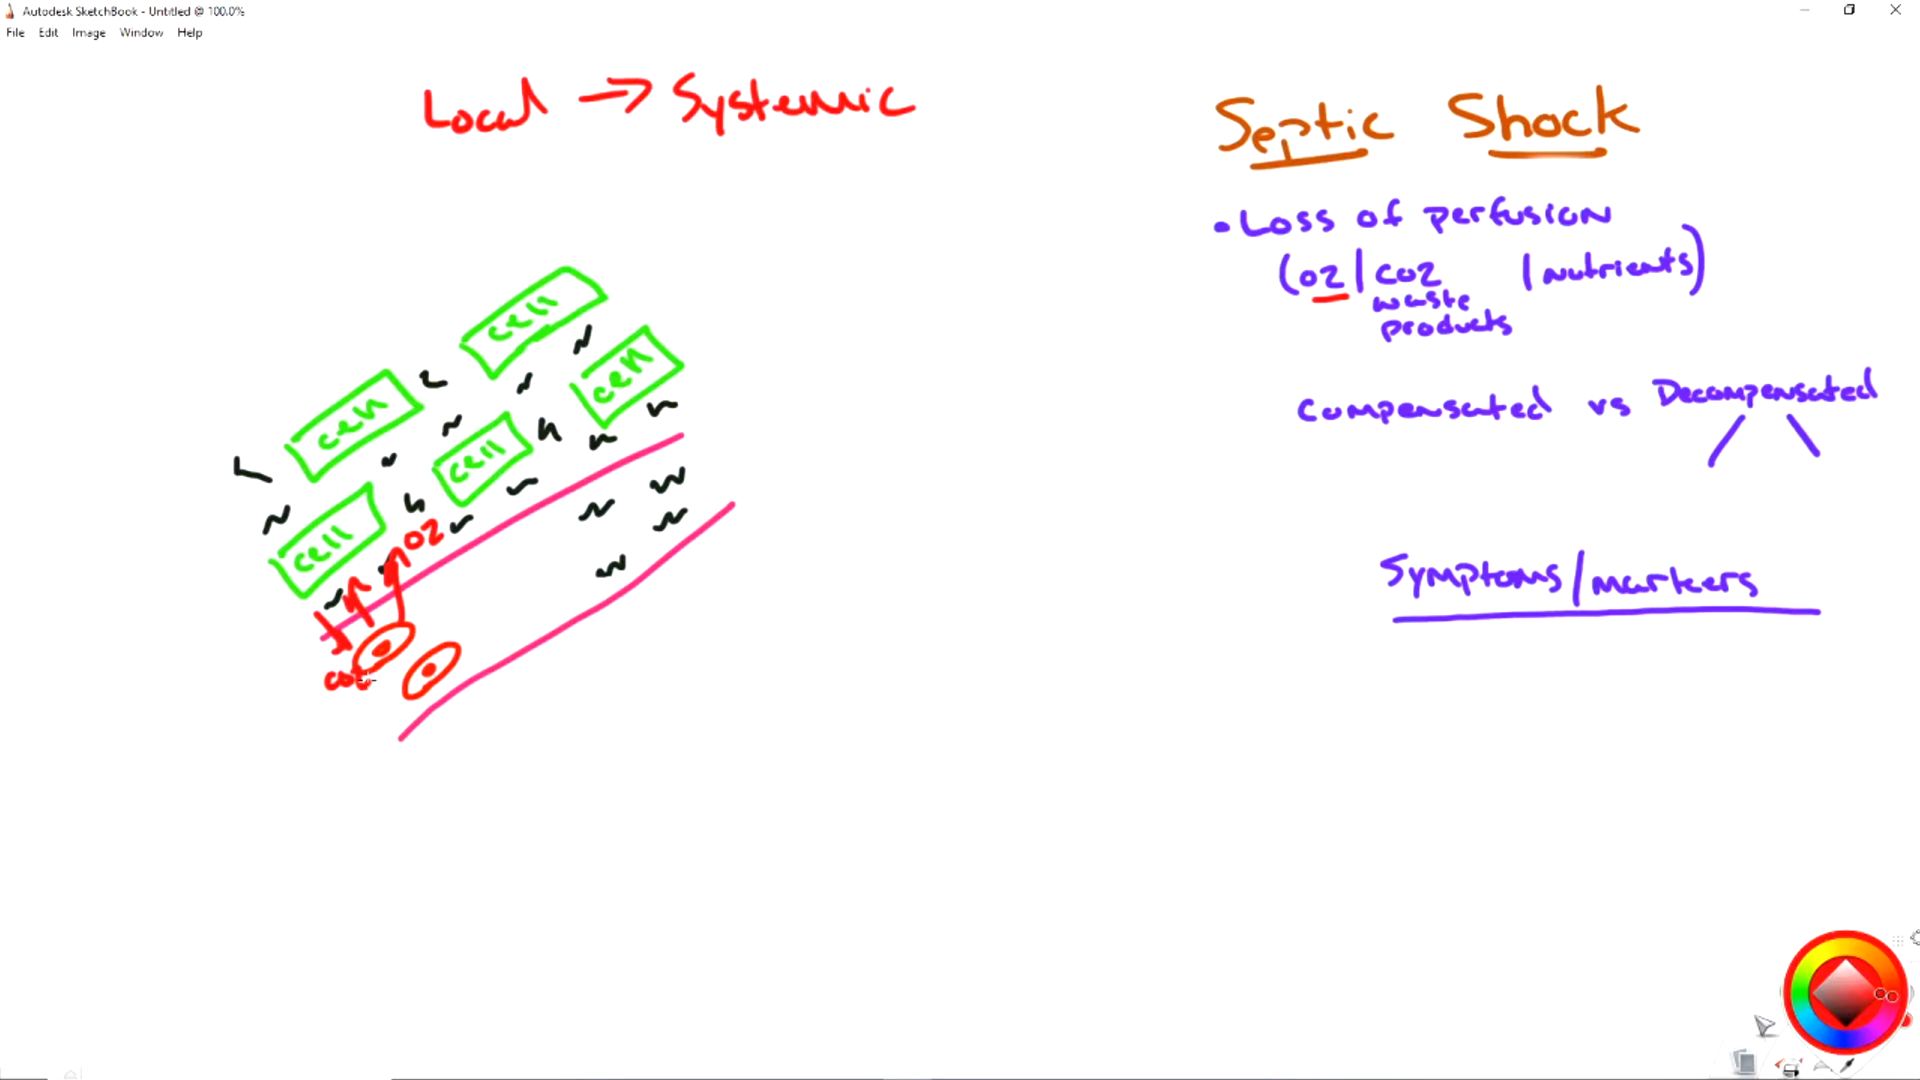 Autodesk SketchBook - Untitled @ 100.0%
File Edit Image Window Help
Local → Systemic
cell
cell
cell
cell
cell
O2
CO2
Septic Shock
• Loss of perfusion
(O2 | CO2 | nutrients)
waste
products
Compensated vs Decompensated
Symptoms/markers